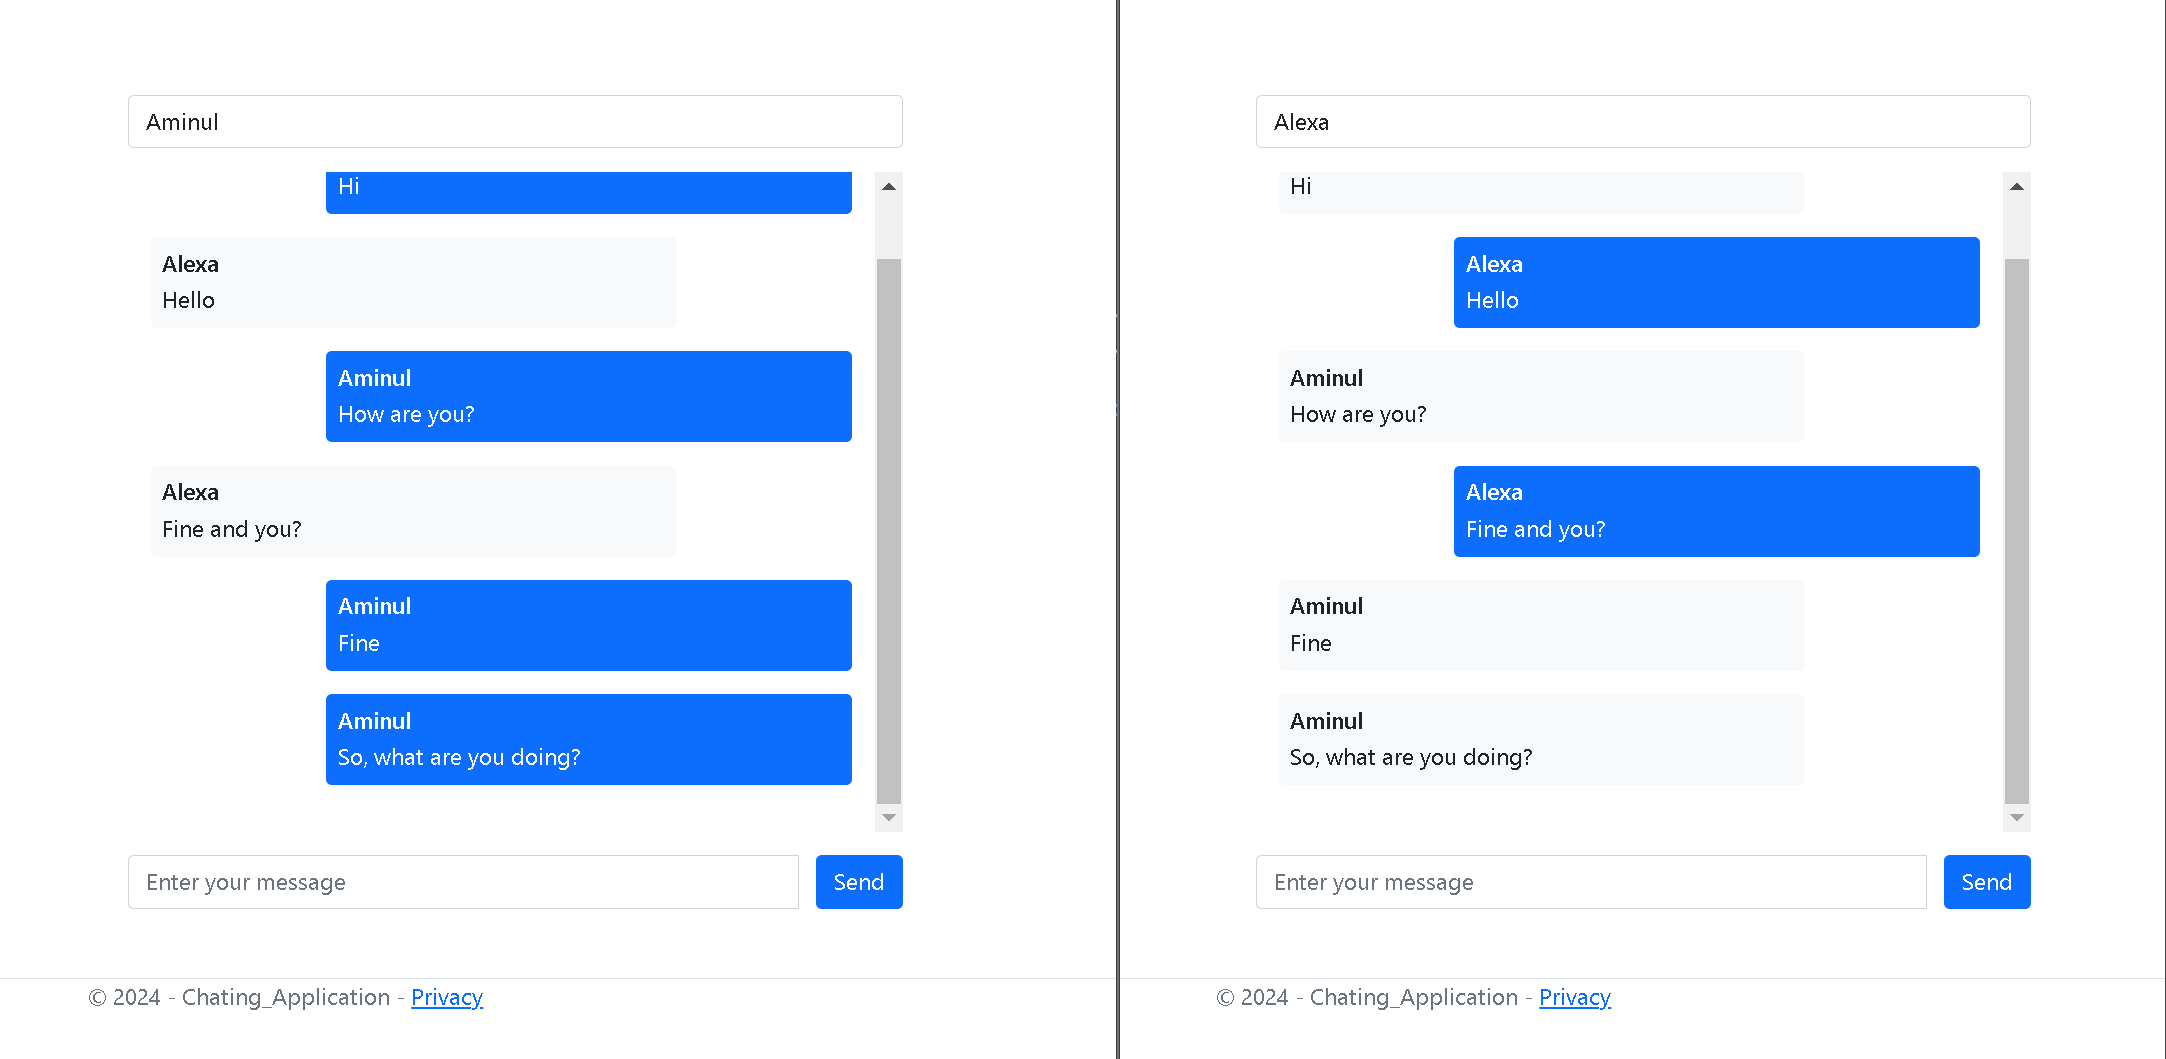 Aminul
Hi
Alexa
Hello
Aminul
How are you?
Alexa
Fine and you?
Aminul
Fine
Aminul
So, what are you doing?
Enter your message
Send
© 2024 - Chating_Application - Privacy
Alexa
Hi
Alexa
Hello
Aminul
How are you?
Alexa
Fine and you?
Aminul
Fine
Aminul
So, what are you doing?
Enter your message
Send
© 2024 - Chating_Application - Privacy